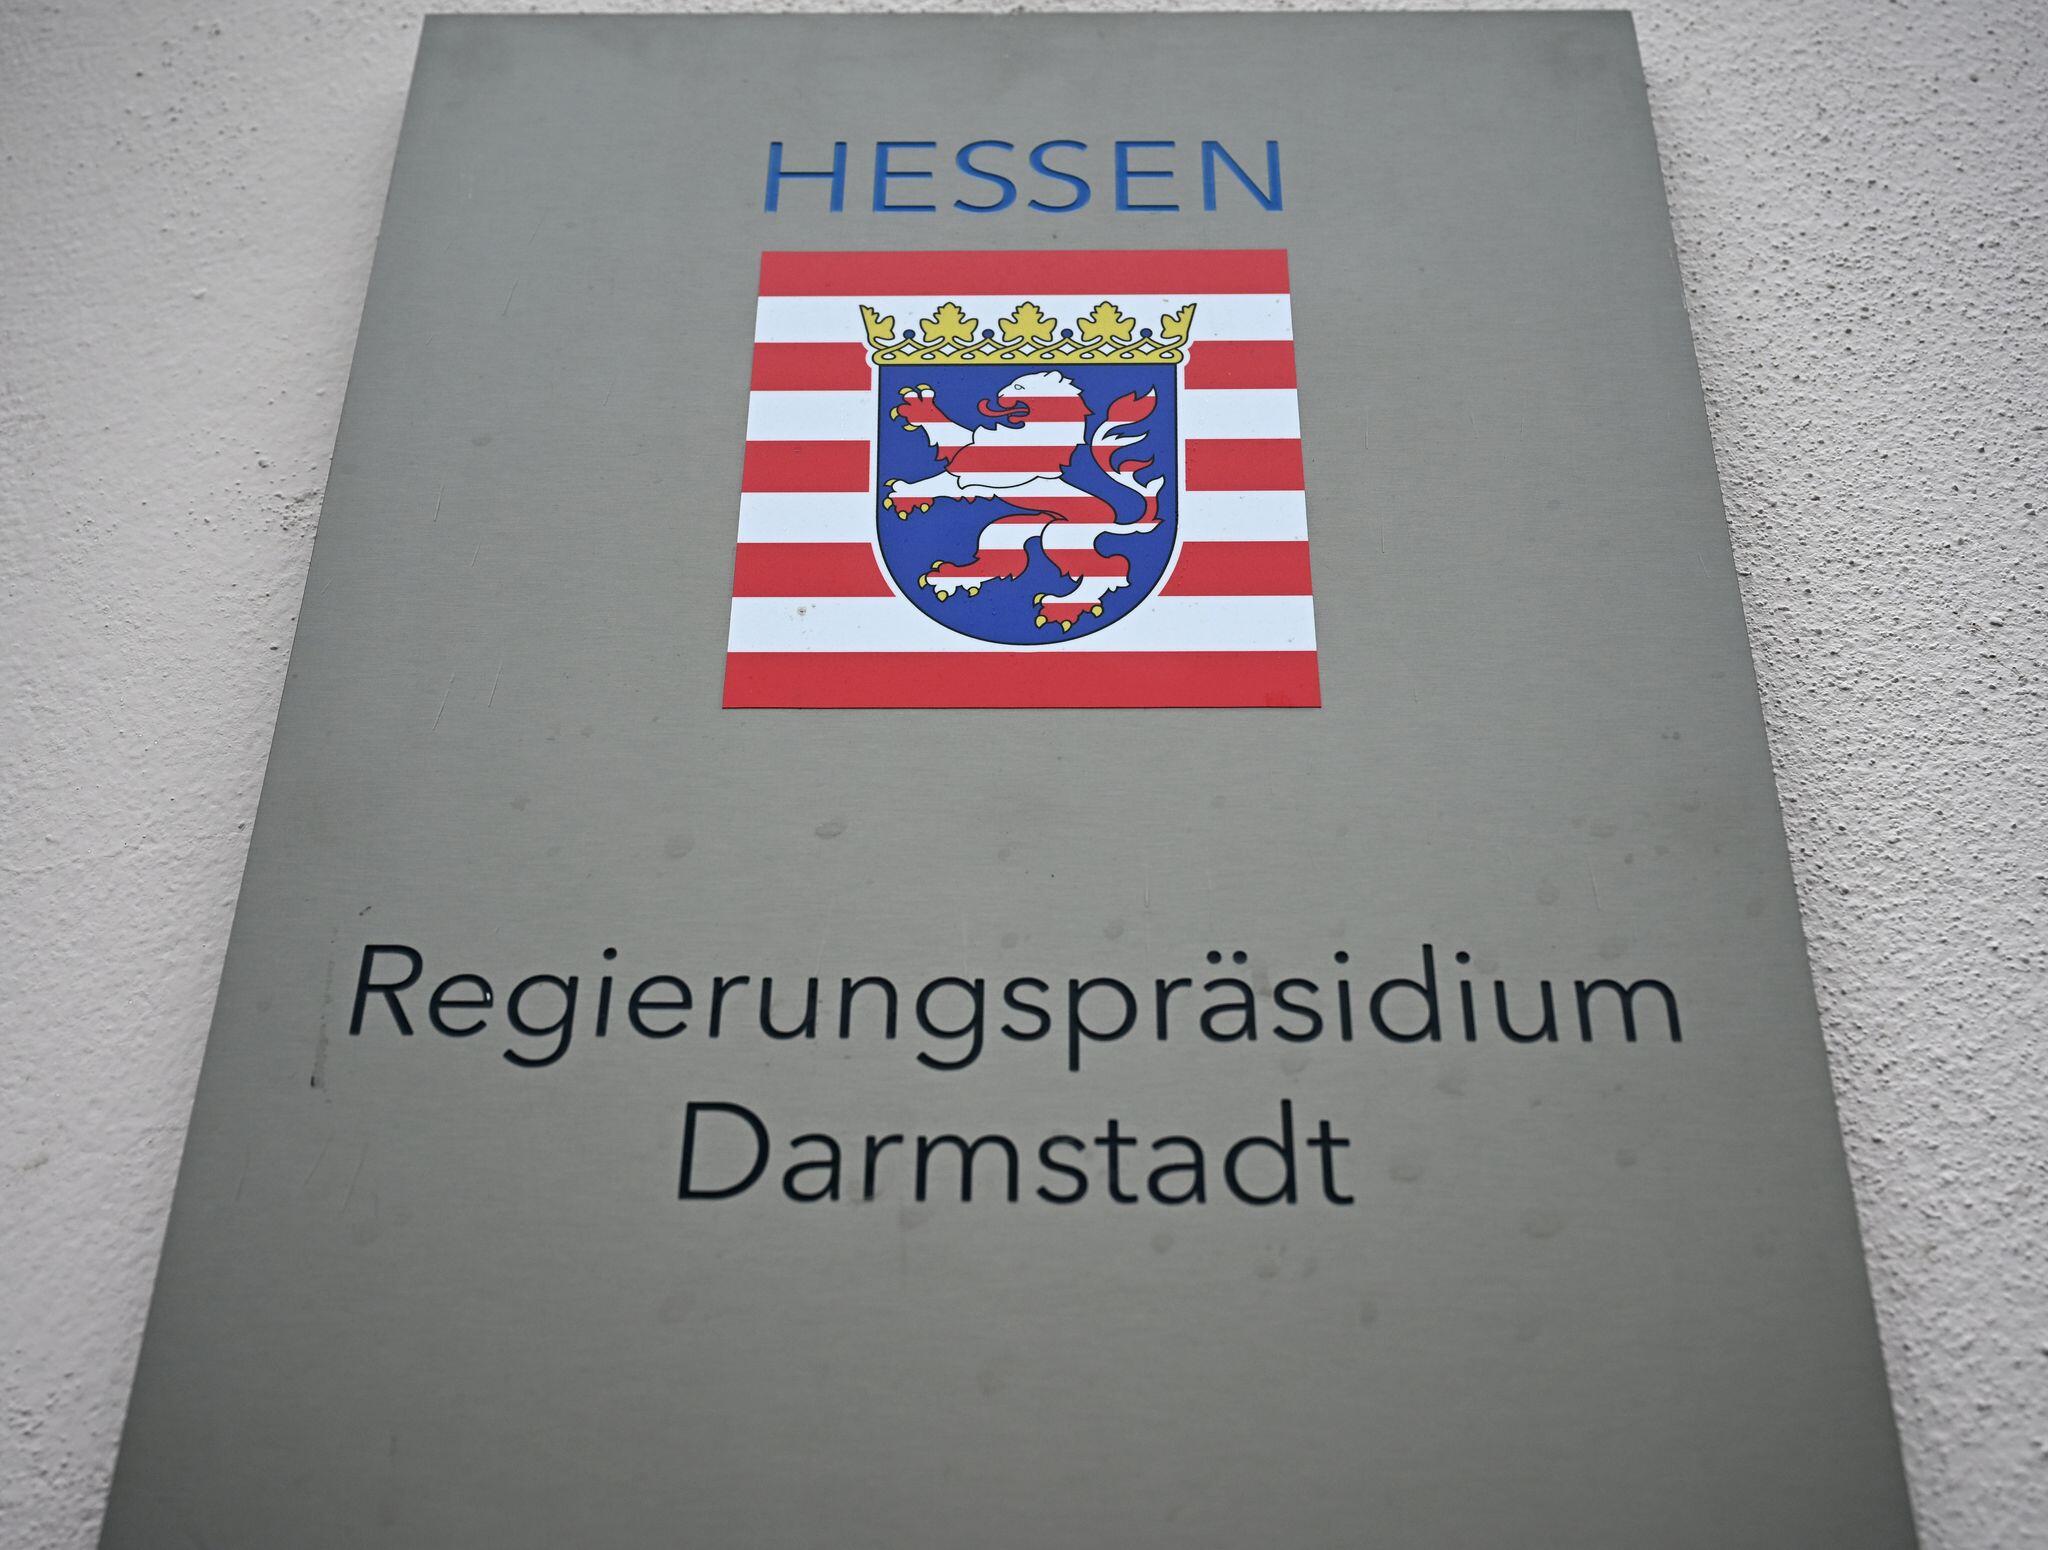 HESSEN
Regierungspräsidium
Darmstadt